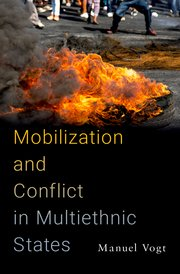 Mobilization
and
Conflict
in Multiethnic
States
Manuel Vogt